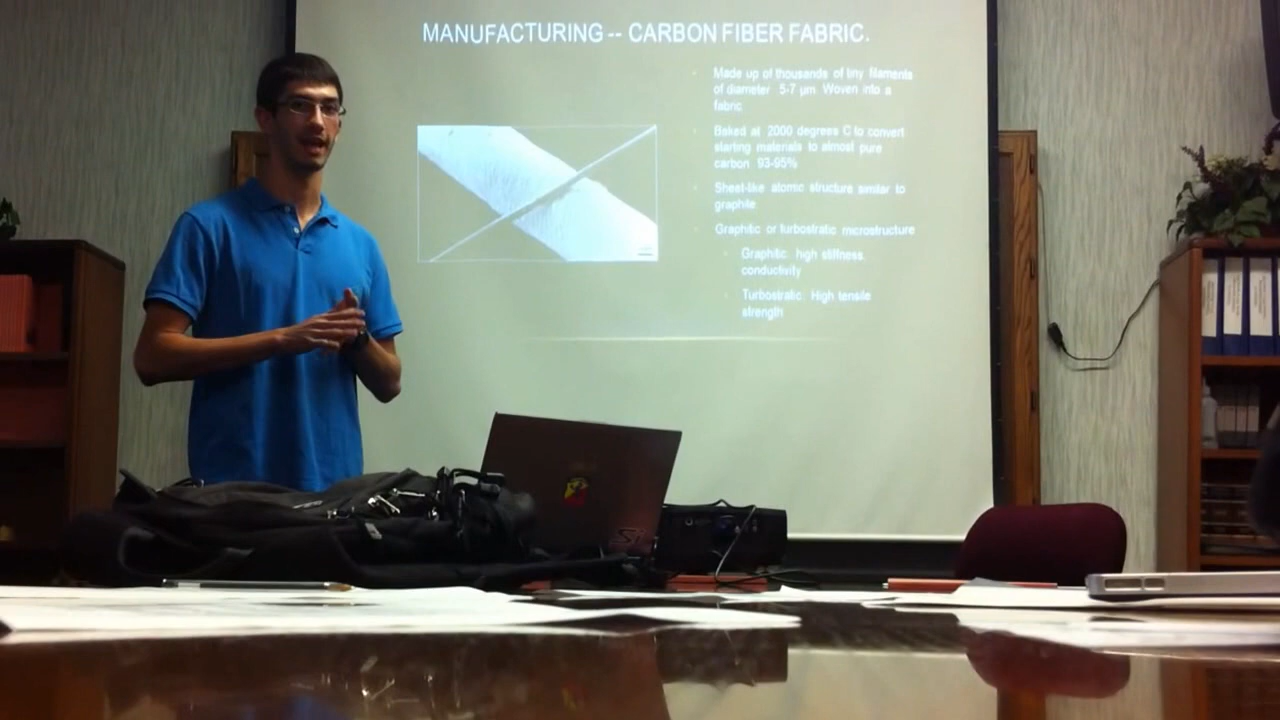 MANUFACTURING -- CARBON FIBER FABRIC.
Made up of thousands of tiny filaments
of diameter 5-7 µm Woven into a
fabric
Baked at 2000 degrees C to convert
starting materials to almost pure
carbon 93-95%
Sheet-like atomic structure similar to
graphite
Graphitic or turbostratic microstructure
Graphitic: high stiffness,
conductivity
Turbostratic: High tensile
strength
Si